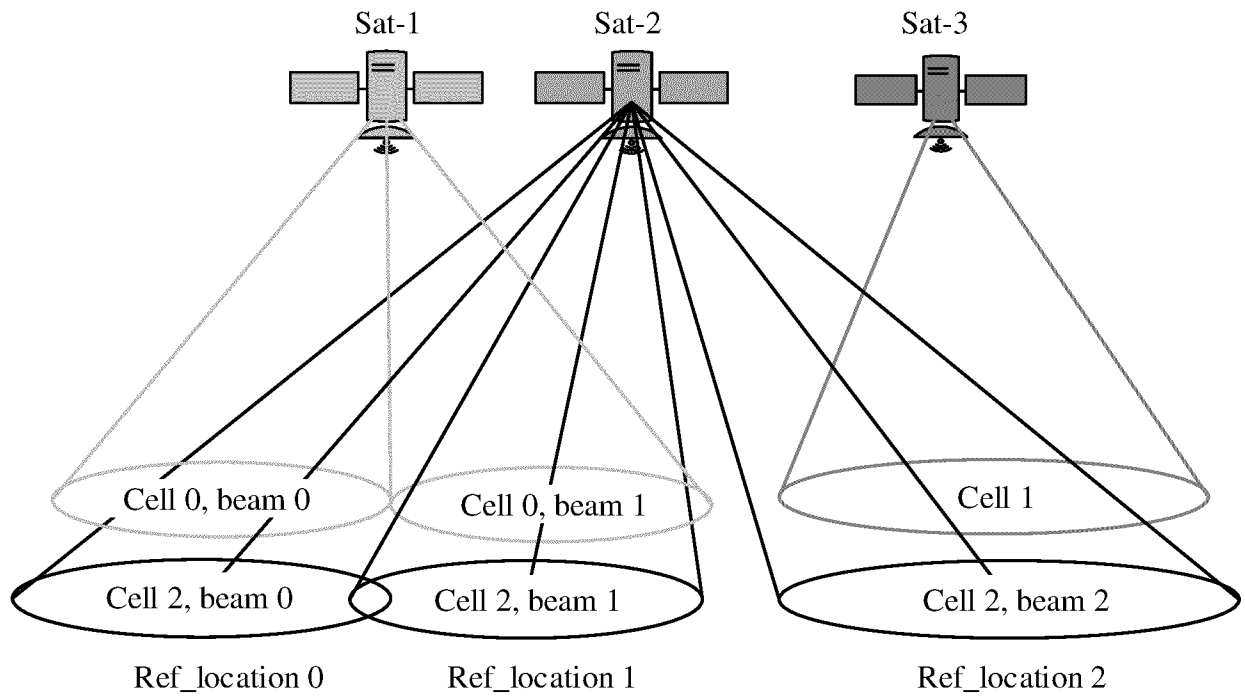 Sat-1
Sat-2
Sat-3
Cell 0, beam 0
Cell 0, beam 1
Cell 1
Cell 2, beam 0
Cell 2, beam 1
Cell 2, beam 2
Ref_location 0
Ref_location 1
Ref_location 2